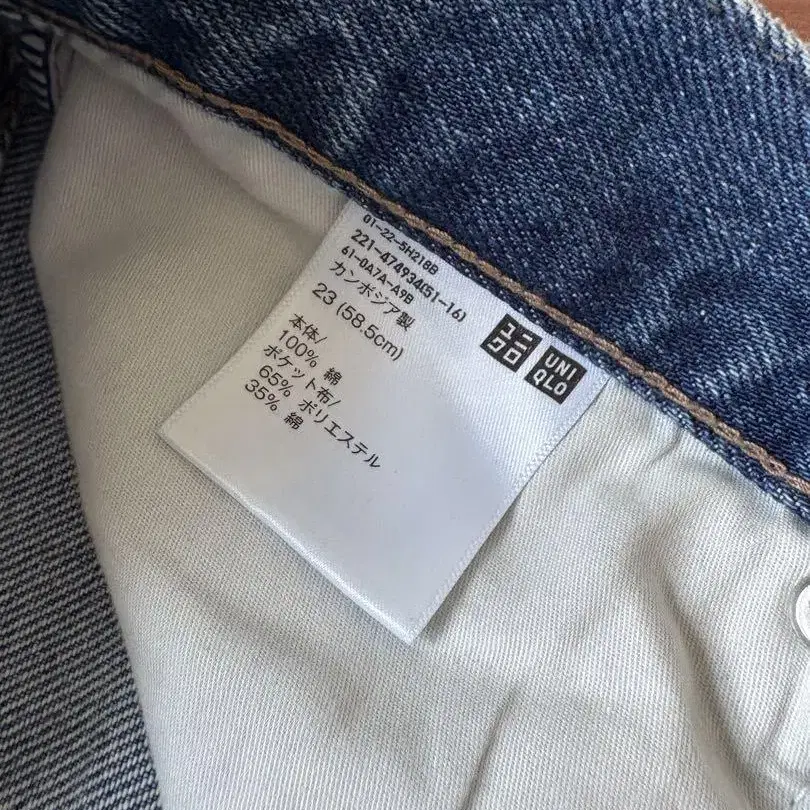 01-22-5H218B
221-474934(51-16)
61-0A7A-A9B
カンボジア製
23 (58.5cm)
本体/
100% 綿
ポケット布/
65% ポリエステル
35% 綿
ユニ
クロ
UNI
QLO